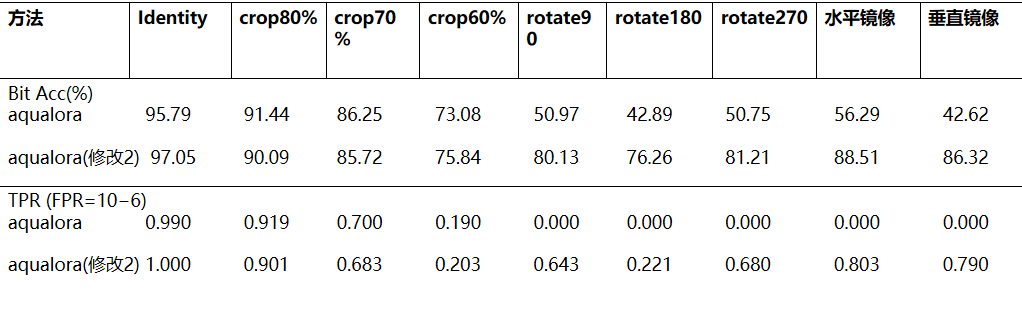 方法 Identity crop80% crop70% crop60% rotate90 rotate180 rotate270 水平镜像 垂直镜像
Bit Acc(%)
aqualora 95.79 91.44 86.25 73.08 50.97 42.89 50.75 56.29 42.62
aqualora(修改2) 97.05 90.09 85.72 75.84 80.13 76.26 81.21 88.51 86.32
TPR (FPR=10−6)
aqualora 0.990 0.919 0.700 0.190 0.000 0.000 0.000 0.000 0.000
aqualora(修改2) 1.000 0.901 0.683 0.203 0.643 0.221 0.680 0.803 0.790